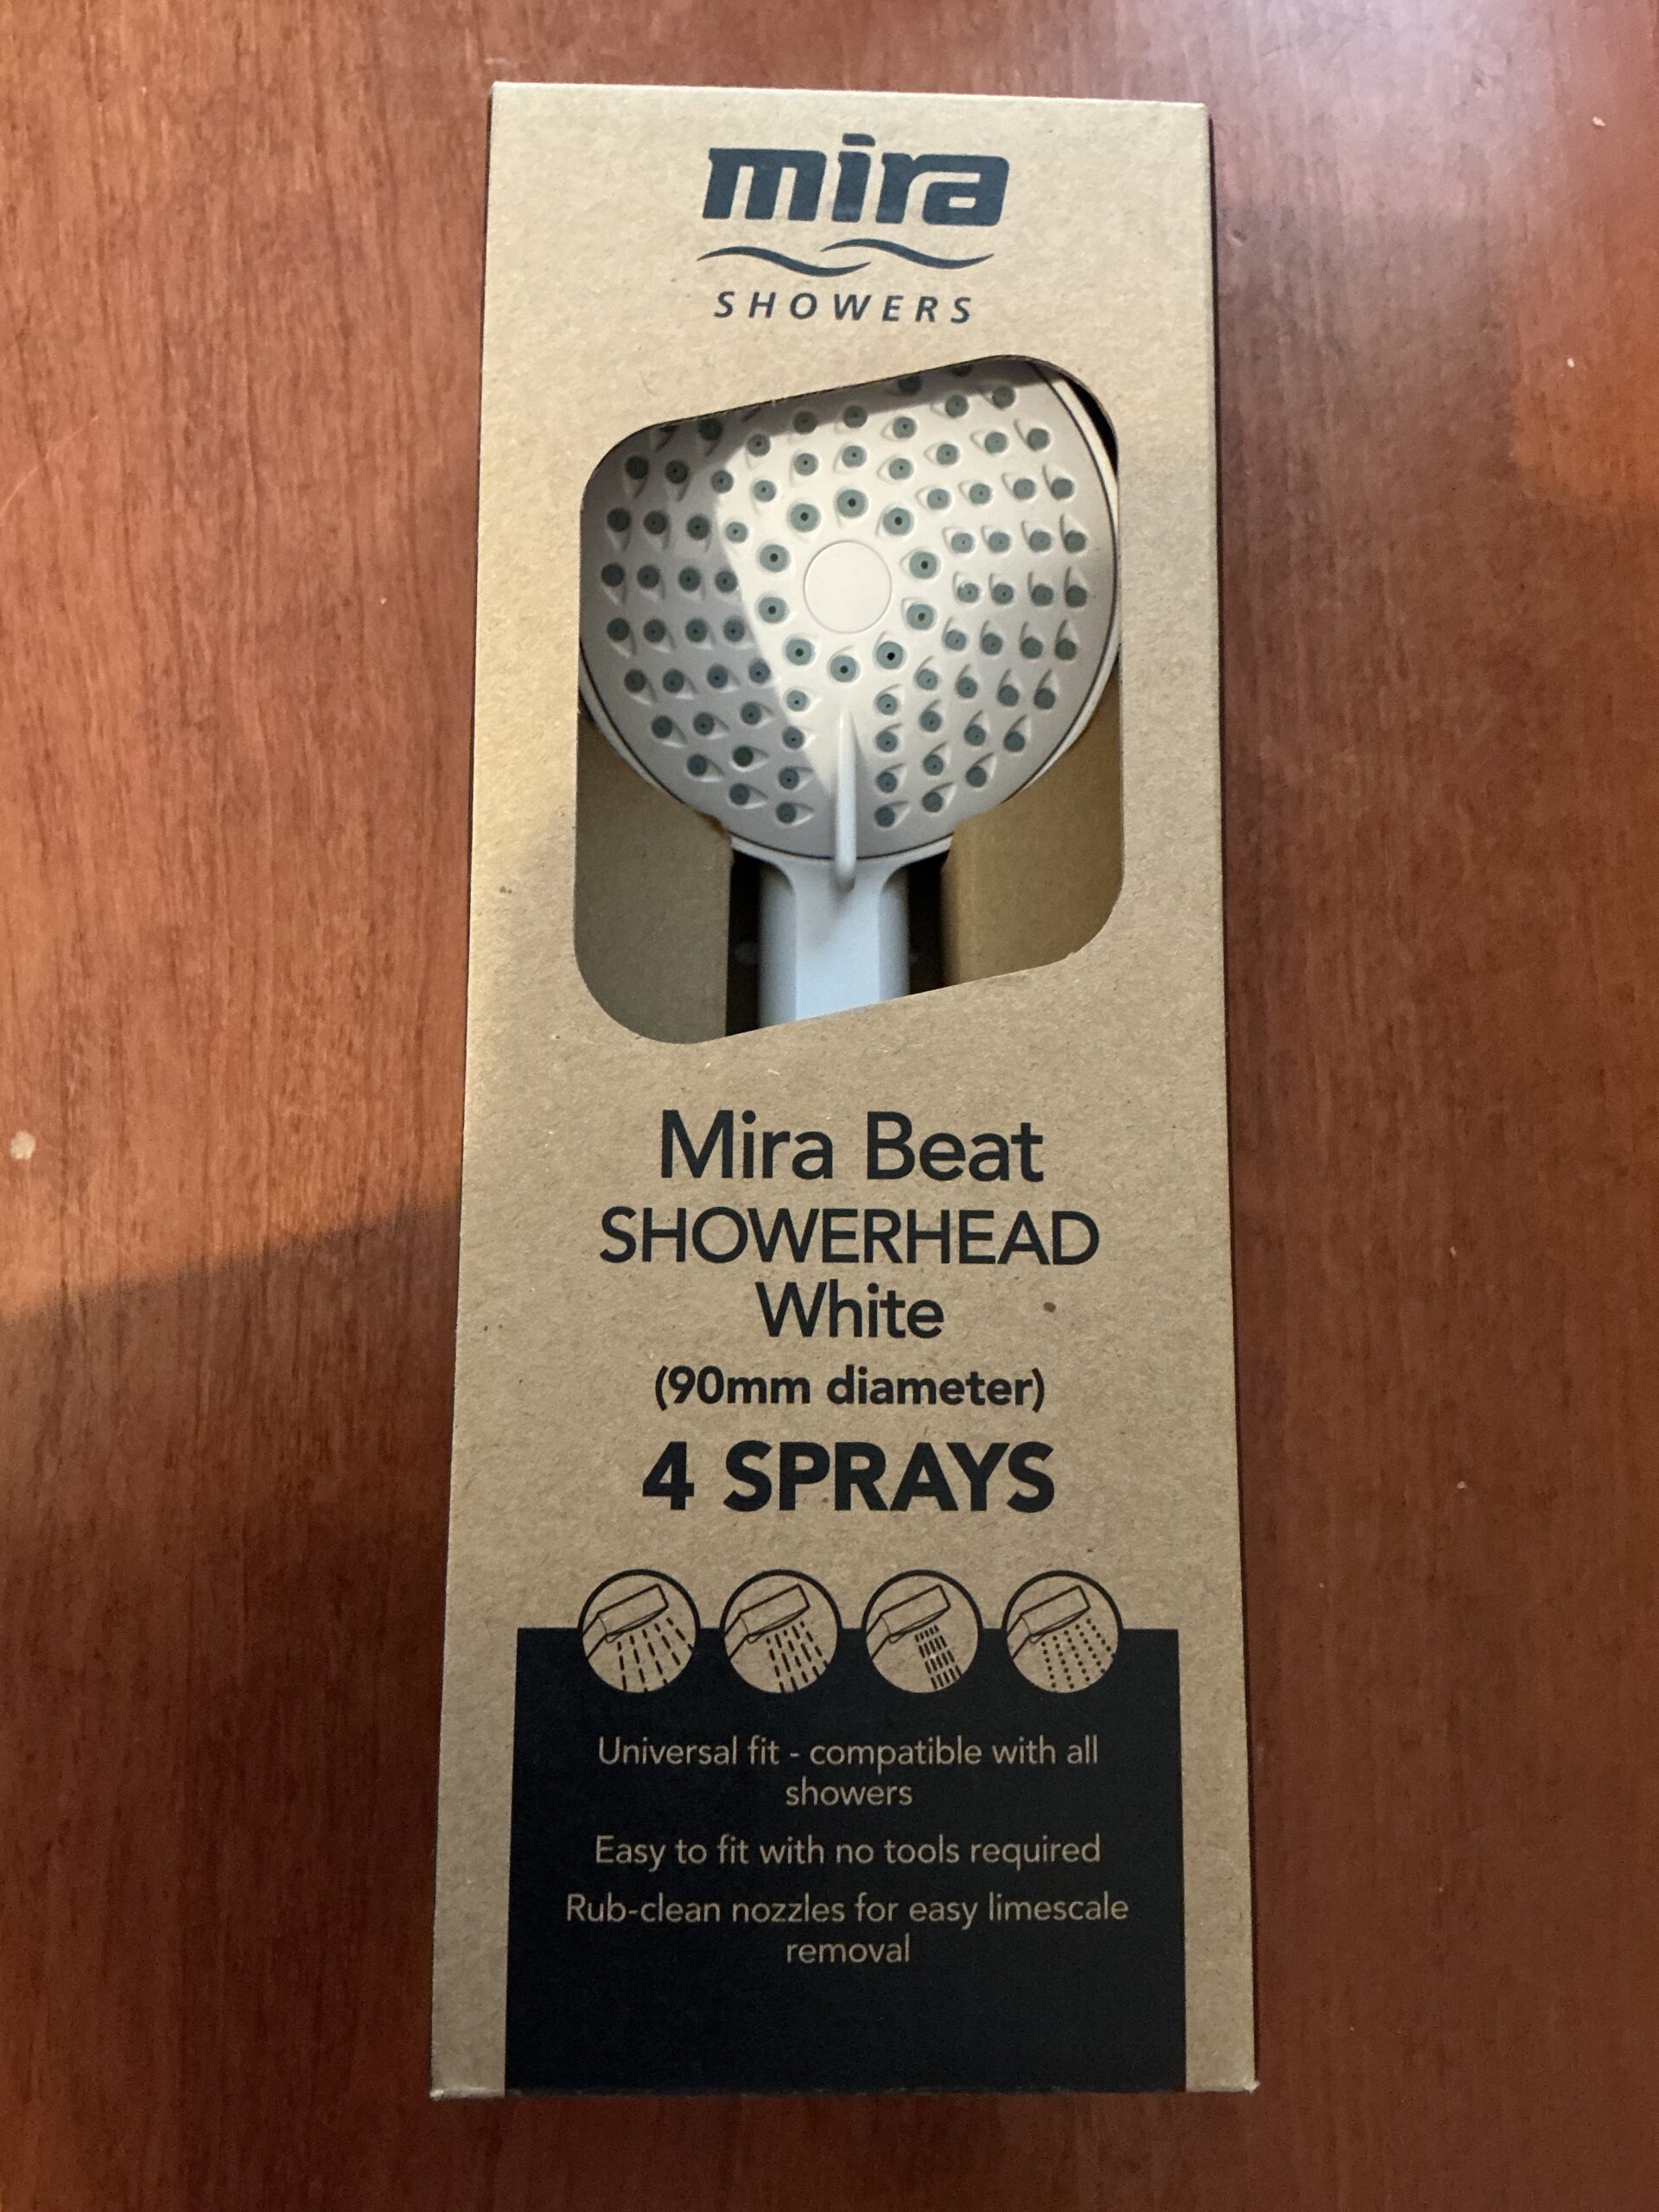 mira
SHOWERS
Mira Beat
SHOWERHEAD
White
(90mm diameter)
4 SPRAYS
Universal fit - compatible with all
showers
Easy to fit with no tools required
Rub-clean nozzles for easy limescale
removal